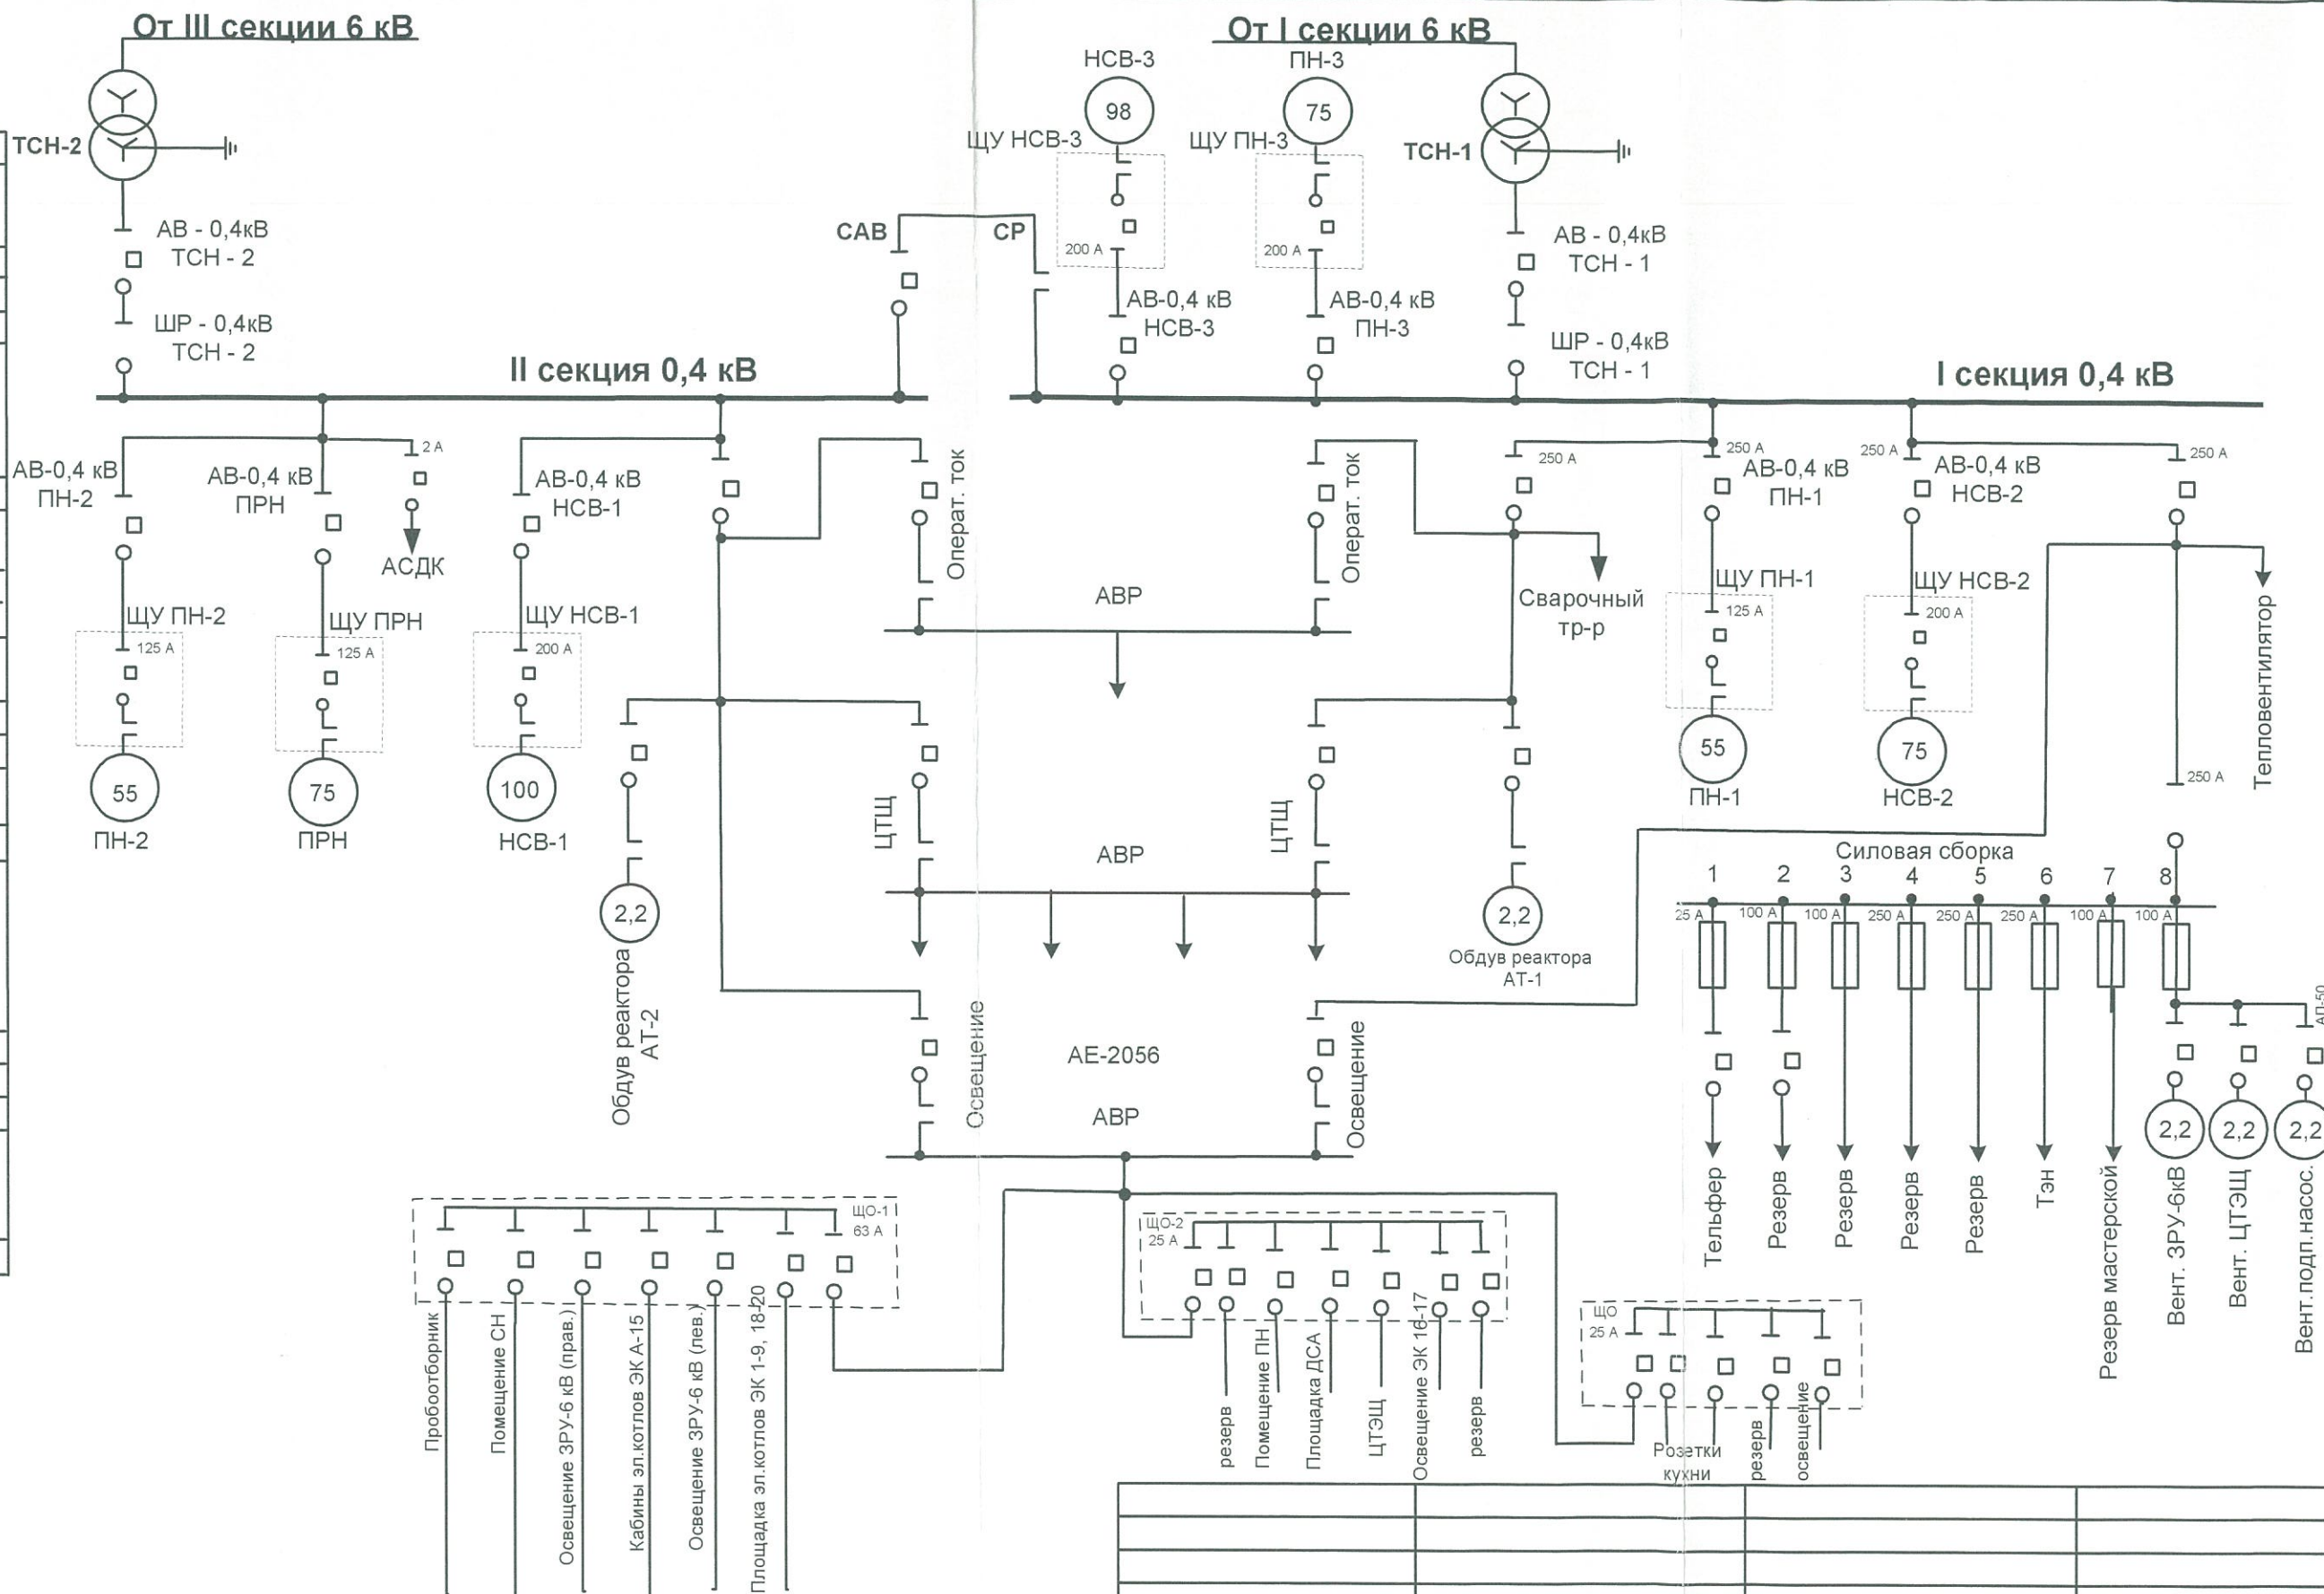 От III секции 6 кВ
От I секции 6 кВ
НСВ-3
ПН-3
98
75
ЩУ НСВ-3
ЩУ ПН-3
ТСН-2
ТСН-1
АВ - 0,4кВ
ТСН - 2
САВ
СР
200 А
200 А
АВ - 0,4кВ
ТСН - 1
АВ-0,4 кВ
НСВ-3
АВ-0,4 кВ
ПН-3
ШР - 0,4кВ
ТСН - 2
ШР - 0,4кВ
ТСН - 1
II секция 0,4 кВ
I секция 0,4 кВ
2 А
АВ-0,4 кВ
ПН-2
АВ-0,4 кВ
ПРН
АВ-0,4 кВ
НСВ-1
Операт. ток
Операт. ток
250 А
250 А
АВ-0,4 кВ
ПН-1
250 А
АВ-0,4 кВ
НСВ-2
250 А
АСДК
ЩУ ПН-2
ЩУ ПРН
ЩУ НСВ-1
АВР
Сварочный
тр-р
ЩУ ПН-1
ЩУ НСВ-2
125 А
200 А
Тепловентилятор
125 А
125 А
200 А
55
75
55
75
100
ПН-1
НСВ-2
250 А
ПН-2
ПРН
НСВ-1
ЦТЩ
ЦТЩ
АВР
Силовая сборка
1
2
3
4
5
6
7
8
25 А
100 А
100 А
250 А
250 А
250 А
100 А
100 А
2,2
2,2
Обдув реактора
АТ-2
Обдув реактора
АТ-1
АП-50
Освещение
АЕ-2056
АВР
Освещение
2,2
2,2
2,2
Тельфер
Резерв
Резерв
Резерв
Резерв
Тэн
Резерв мастерской
Вент. ЗРУ-6кВ
Вент. ЦТЭЩ
Вент.подп.насос.
ЩО-1
63 А
ЩО-2
25 А
ЩО
25 А
Пробоотборник
Помещение СН
Освещение ЗРУ-6 кВ (прав.)
Кабины эл.котлов ЭК А-15
Освещение ЗРУ-6 кВ (лев.)
Площадка эл.котлов ЭК 1-9, 18-20
резерв
Помещение ПН
Площадка ДСА
ЦТЭЩ
Освещение ЭК 16-17
резерв
Розетки
кухни
резерв
освещение